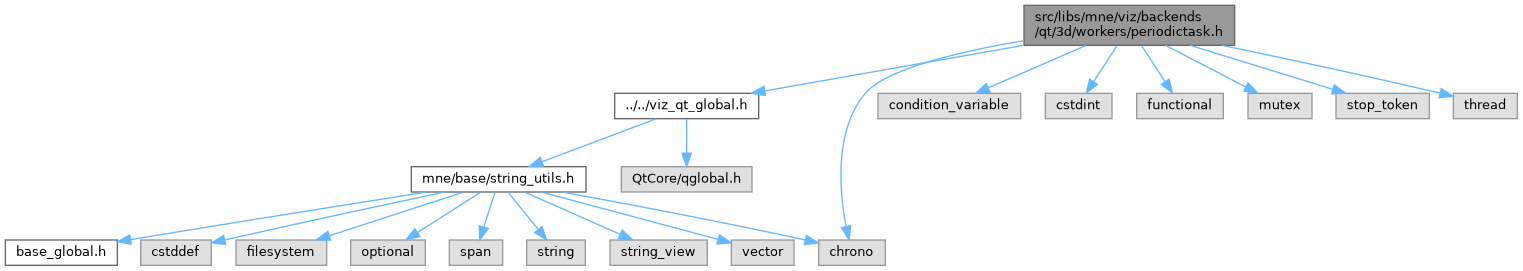 src/libs/mne/viz/backends
/qt/3d/workers/periodictask.h
../../viz_qt_global.h
condition_variable
cstdint
functional
mutex
stop_token
thread
mne/base/string_utils.h
QtCore/qglobal.h
base_global.h
cstddef
filesystem
optional
span
string
string_view
vector
chrono